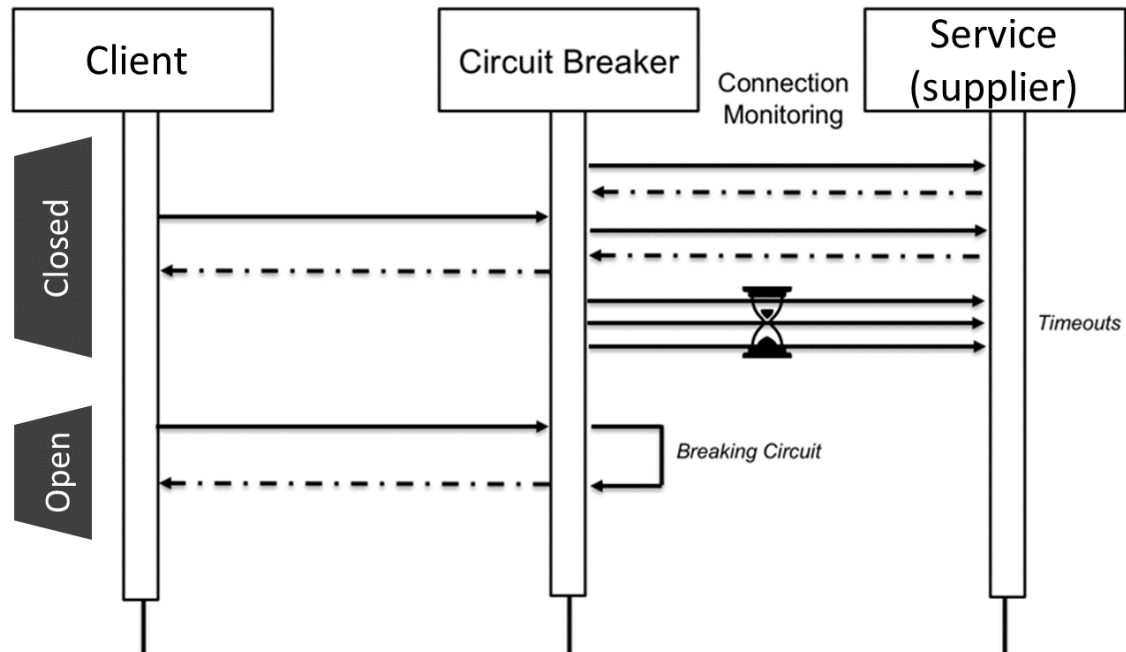 Client
Circuit Breaker
Service
(supplier)
Connection
Monitoring
Closed
Timeouts
Open
Breaking Circuit